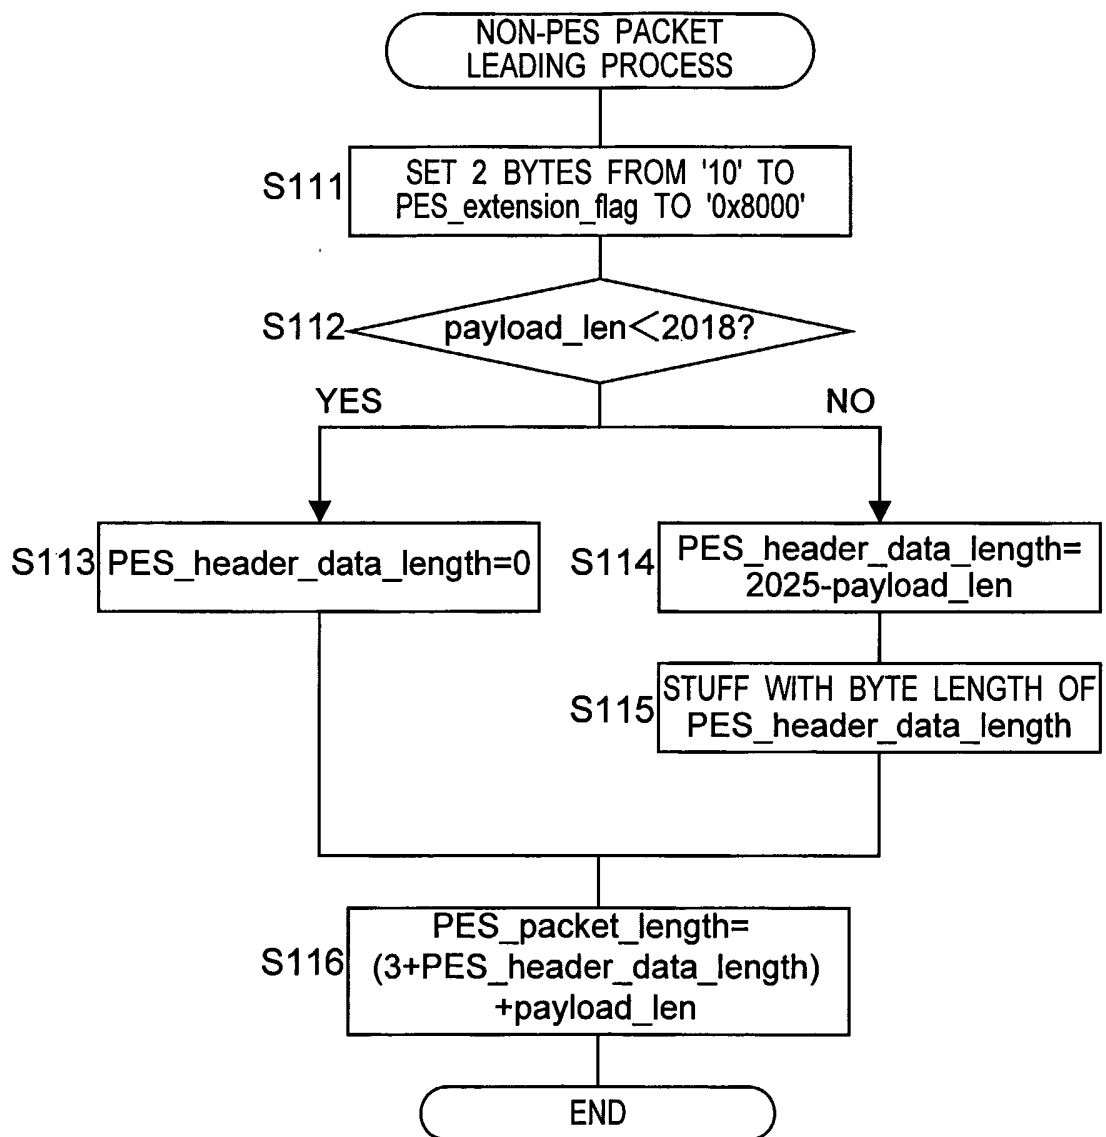 NON-PES PACKET
LEADING PROCESS
S111
SET 2 BYTES FROM '10' TO
PES_extension_flag TO '0x8000'
S112
payload_len<2018?
YES
NO
S113
PES_header_data_length=0
S114
PES_header_data_length=
2025-payload_len
S115
STUFF WITH BYTE LENGTH OF
PES_header_data_length
S116
PES_packet_length=
(3+PES_header_data_length)
+payload_len
END